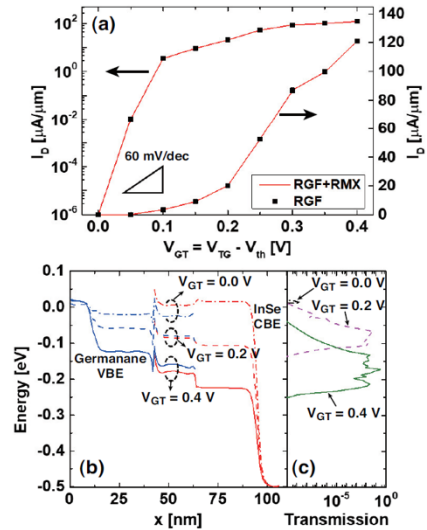 (a)
10²
10⁰
10⁻²
10⁻⁴
10⁻⁶
I_D [μA/μm]
60 mV/dec
RGF+RMX
RGF
120
100
80
60
40
20
0
I_D [μA/μm]
0.0 0.1 0.2 0.3 0.4
V_GT = V_TG - V_th [V]
0.0
-0.1
-0.2
-0.3
-0.4
-0.5
Energy [eV]
V_GT = 0.0 V
Germanane
VBE
V_GT = 0.2 V
V_GT = 0.4 V
(b)
0 25 50 75 100
x [nm]
InSe
CBE
V_GT = 0.0 V
V_GT = 0.2 V
V_GT = 0.4 V
(c)
10⁻⁵ 10⁰
Transmission